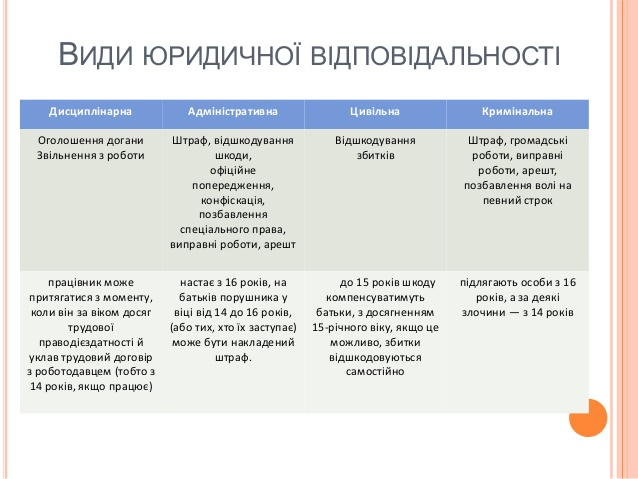 Види юридичної відповідальності
Дисциплінарна
Адміністративна
Цивільна
Кримінальна
Оголошення догани
Звільнення з роботи
Штраф, відшкодування
шкоди,
офіційне
попередження,
конфіскація,
позбавлення
спеціального права,
виправні роботи, арешт
Відшкодування
збитків
Штраф, громадські
роботи, виправні
роботи, арешт,
позбавлення волі на
певний строк
працівник може
притягатися з моменту,
коли він за віком досяг
трудової
праводієздатності й
уклав трудовий договір
з роботодавцем (тобто з
14 років, якщо працює)
настає з 16 років, на
батьків порушника у
віці від 14 до 16 років,
(або тих, хто їх заступає)
може бути накладений
штраф.
до 15 років шкоду
компенсуватимуть
батьки, з досягненням
15-річного віку, якщо це
можливо, збитки
відшкодовуються
самостійно
підлягають особи з 16
років, а за деякі
злочини — з 14 років